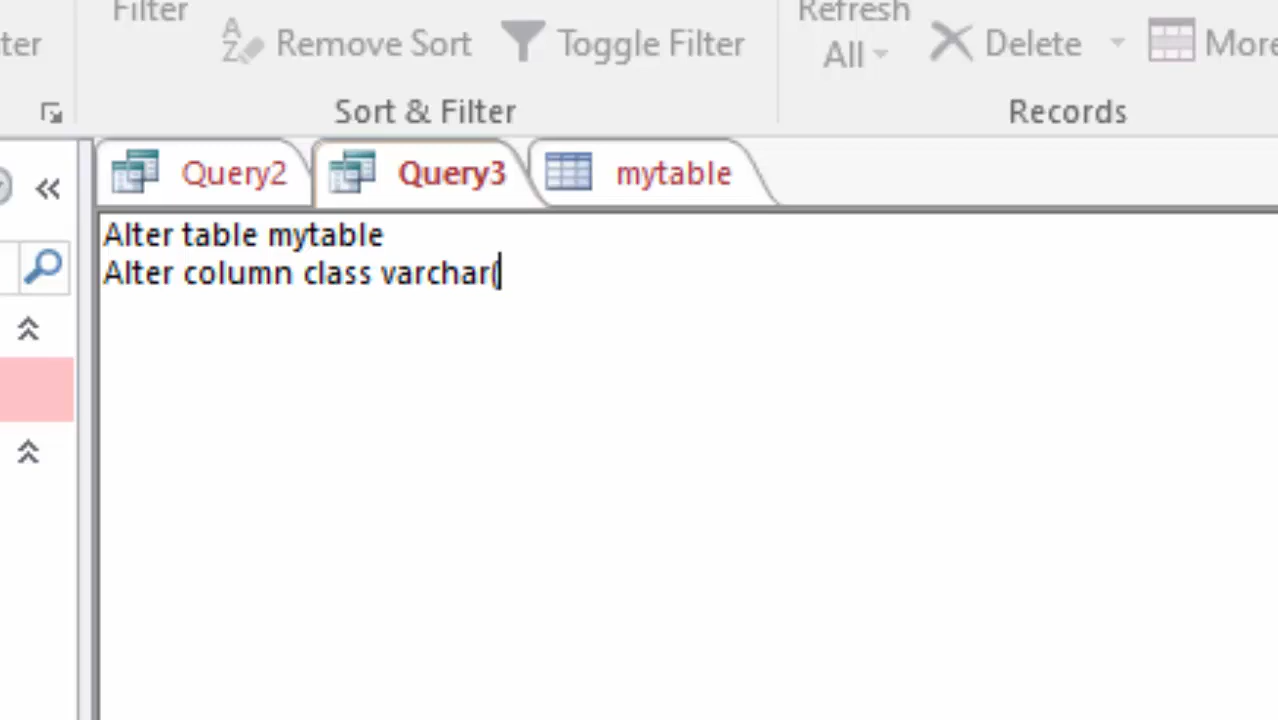 Filter
Refresh
ter
Remove Sort
Toggle Filter
All
Delete
More
Sort & Filter
Records
Query2
Query3
mytable
Alter table mytable
Alter column class varchar(